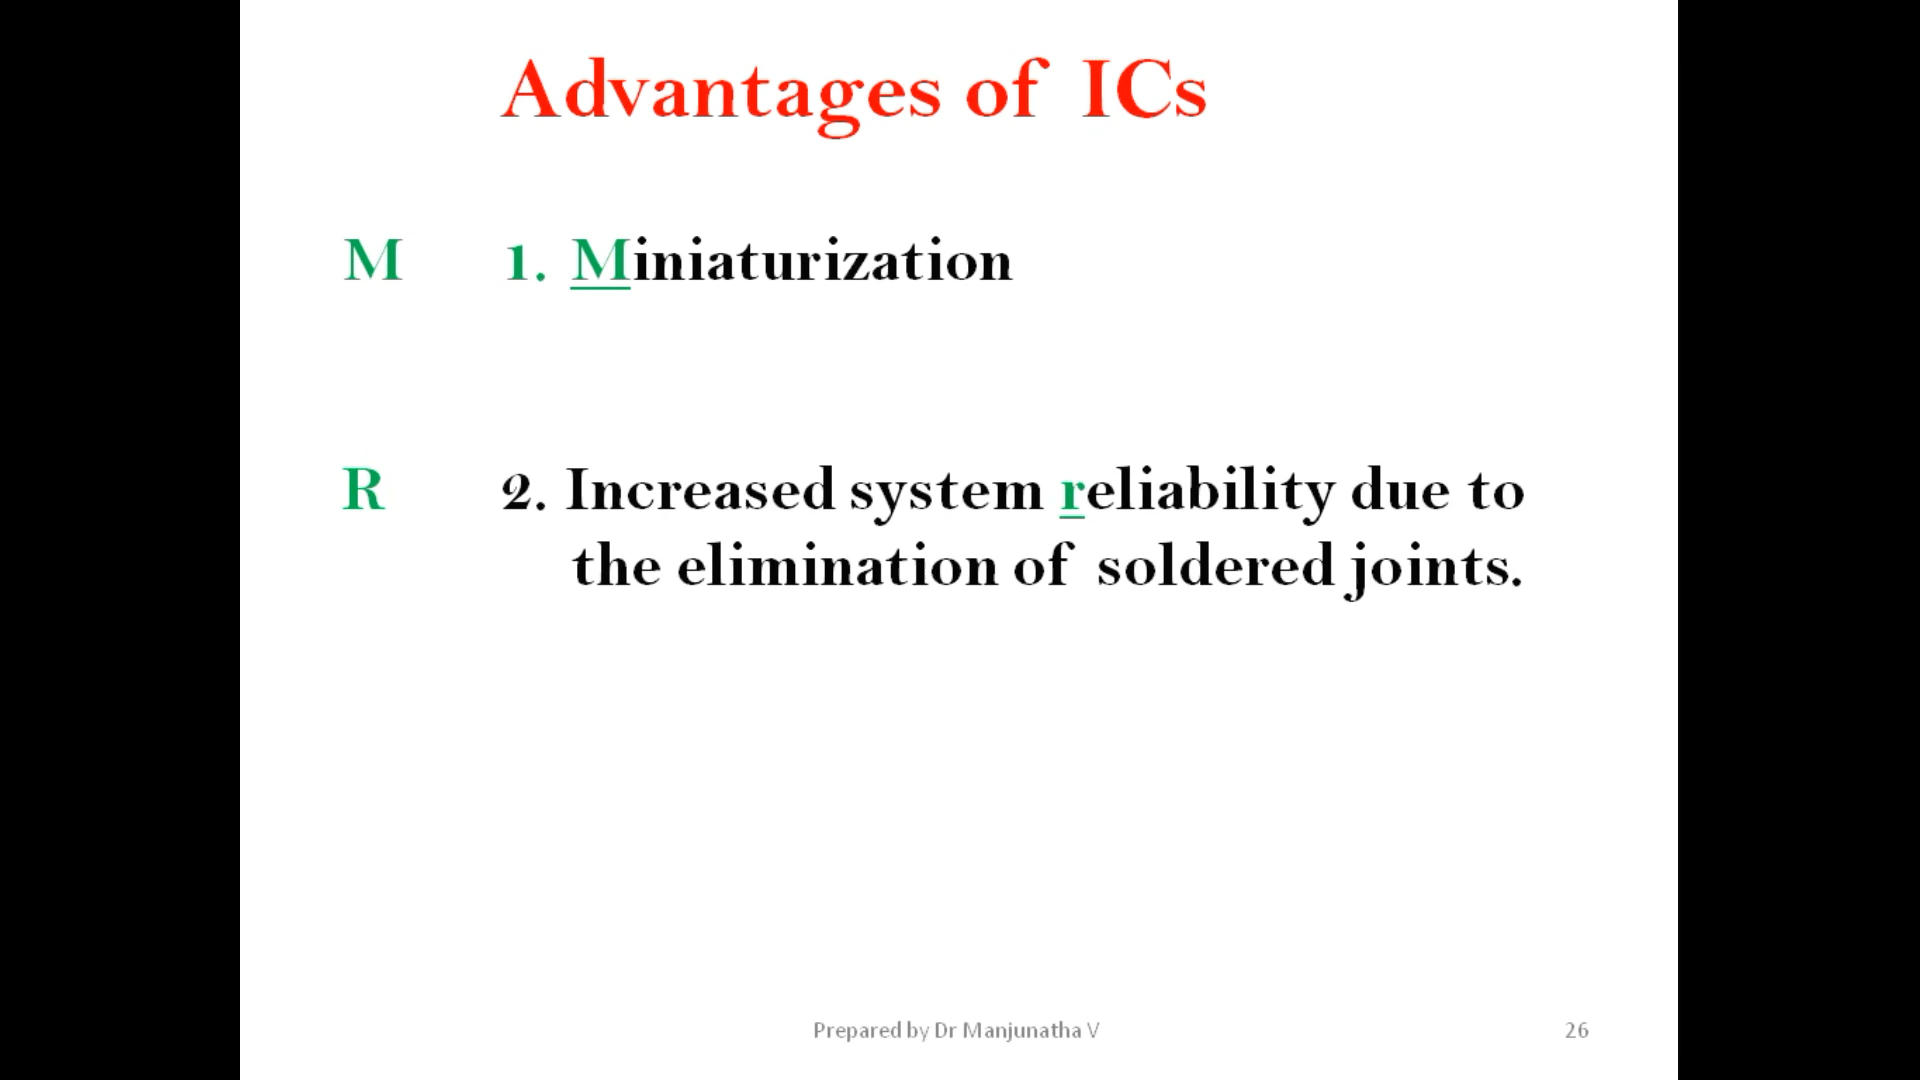 Advantages of ICs
M 1. Miniaturization
R 2. Increased system reliability due to
the elimination of soldered joints.
Prepared by Dr Manjunatha V 26